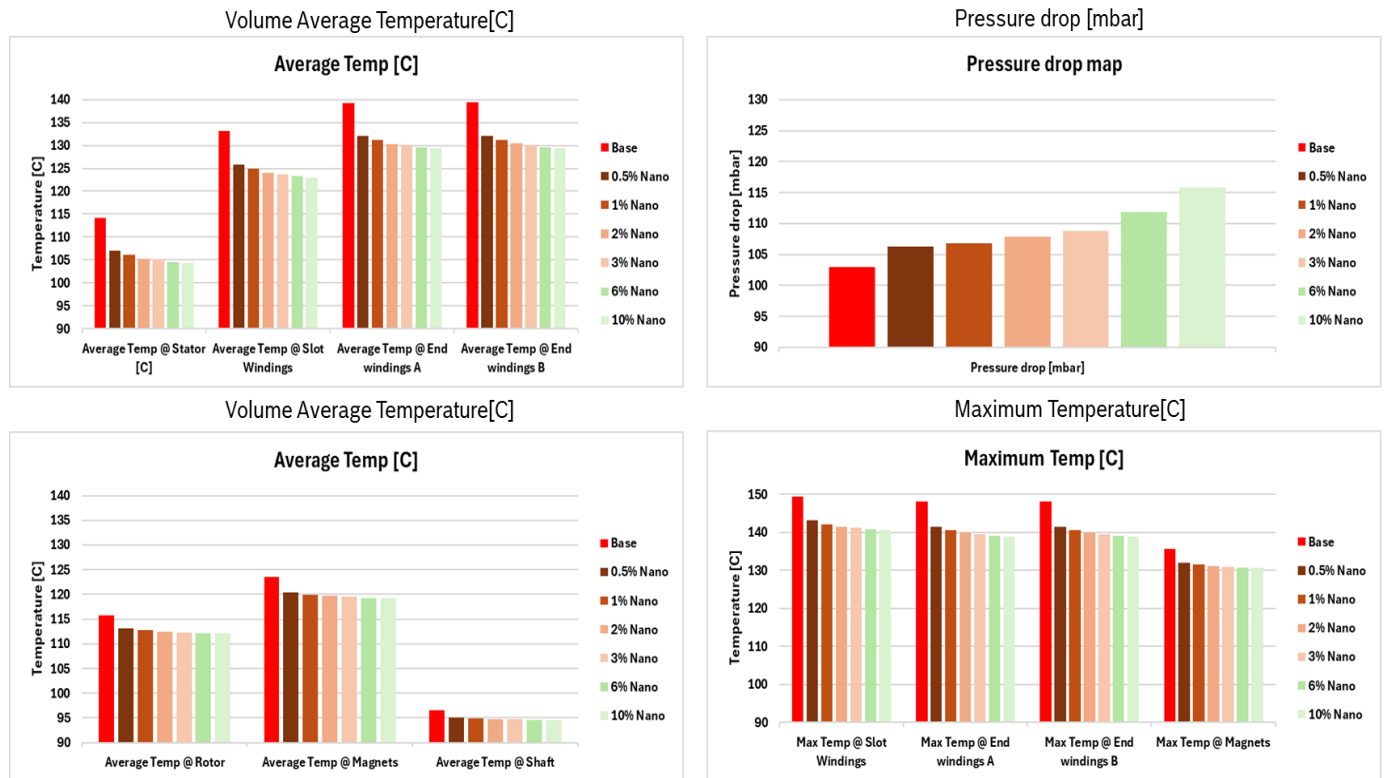 Volume Average Temperature[C]
Average Temp [C]
Temperature [C]
140
135
130
125
120
115
110
105
100
95
90
Average Temp @ Stator
[C]
Average Temp @ Slot
Windings
Average Temp @ End
windings A
Average Temp @ End
windings B
Base
0.5% Nano
1% Nano
2% Nano
3% Nano
6% Nano
10% Nano
Pressure drop [mbar]
Pressure drop map
Pressure drop [mbar]
130
125
120
115
110
105
100
95
90
Pressure drop [mbar]
Base
0.5% Nano
1% Nano
2% Nano
3% Nano
6% Nano
10% Nano
Volume Average Temperature[C]
Average Temp [C]
Temperature [C]
140
135
130
125
120
115
110
105
100
95
90
Average Temp @ Rotor
Average Temp @ Magnets
Average Temp @ Shaft
Base
0.5% Nano
1% Nano
2% Nano
3% Nano
6% Nano
10% Nano
Maximum Temperature[C]
Maximum Temp [C]
Temperature [C]
150
140
130
120
110
100
90
Max Temp @ Slot
Windings
Max Temp @ End
windings A
Max Temp @ End
windings B
Max Temp @ Magnets
Base
0.5% Nano
1% Nano
2% Nano
3% Nano
6% Nano
10% Nano